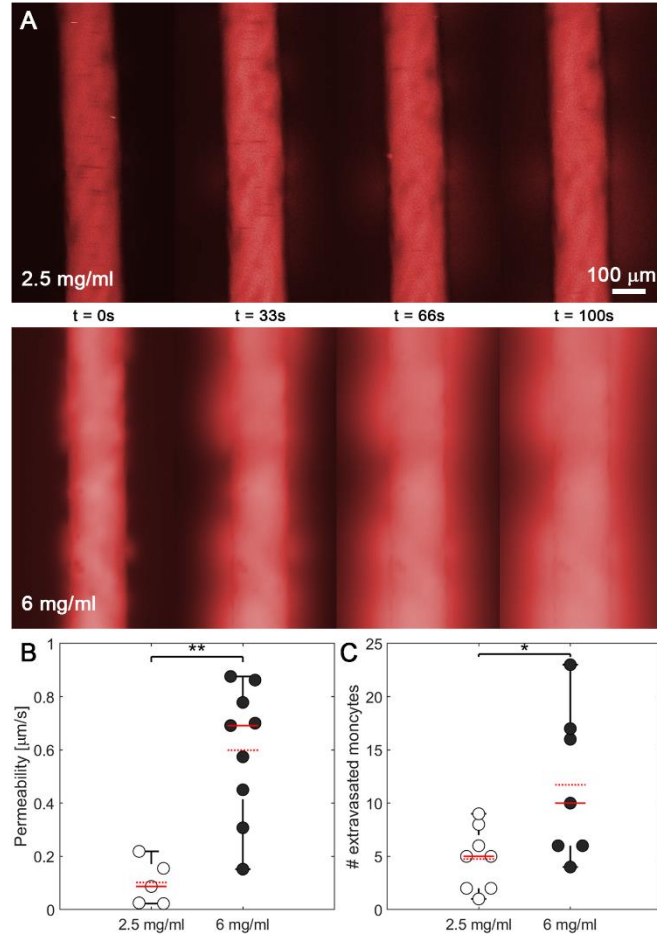 A
2.5 mg/ml
100 μm
t = 0s t = 33s t = 66s t = 100s
6 mg/ml
B
**
Permeability [μm/s]
1
0.8
0.6
0.4
0.2
0
2.5 mg/ml 6 mg/ml
C
*
# extravasated moncytes
25
20
15
10
5
0
2.5 mg/ml 6 mg/ml